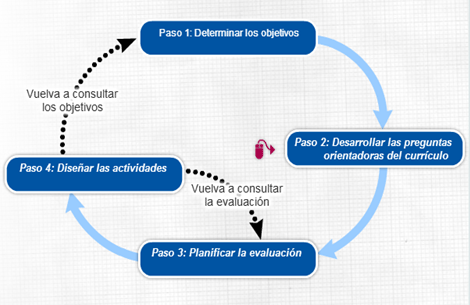 Paso 1: Determinar los objetivos
Vuelva a consultar
los objetivos
Paso 2: Desarrollar las preguntas
orientadoras del currículo
Paso 4: Diseñar las actividades
Vuelva a consultar
la evaluación
Paso 3: Planificar la evaluación